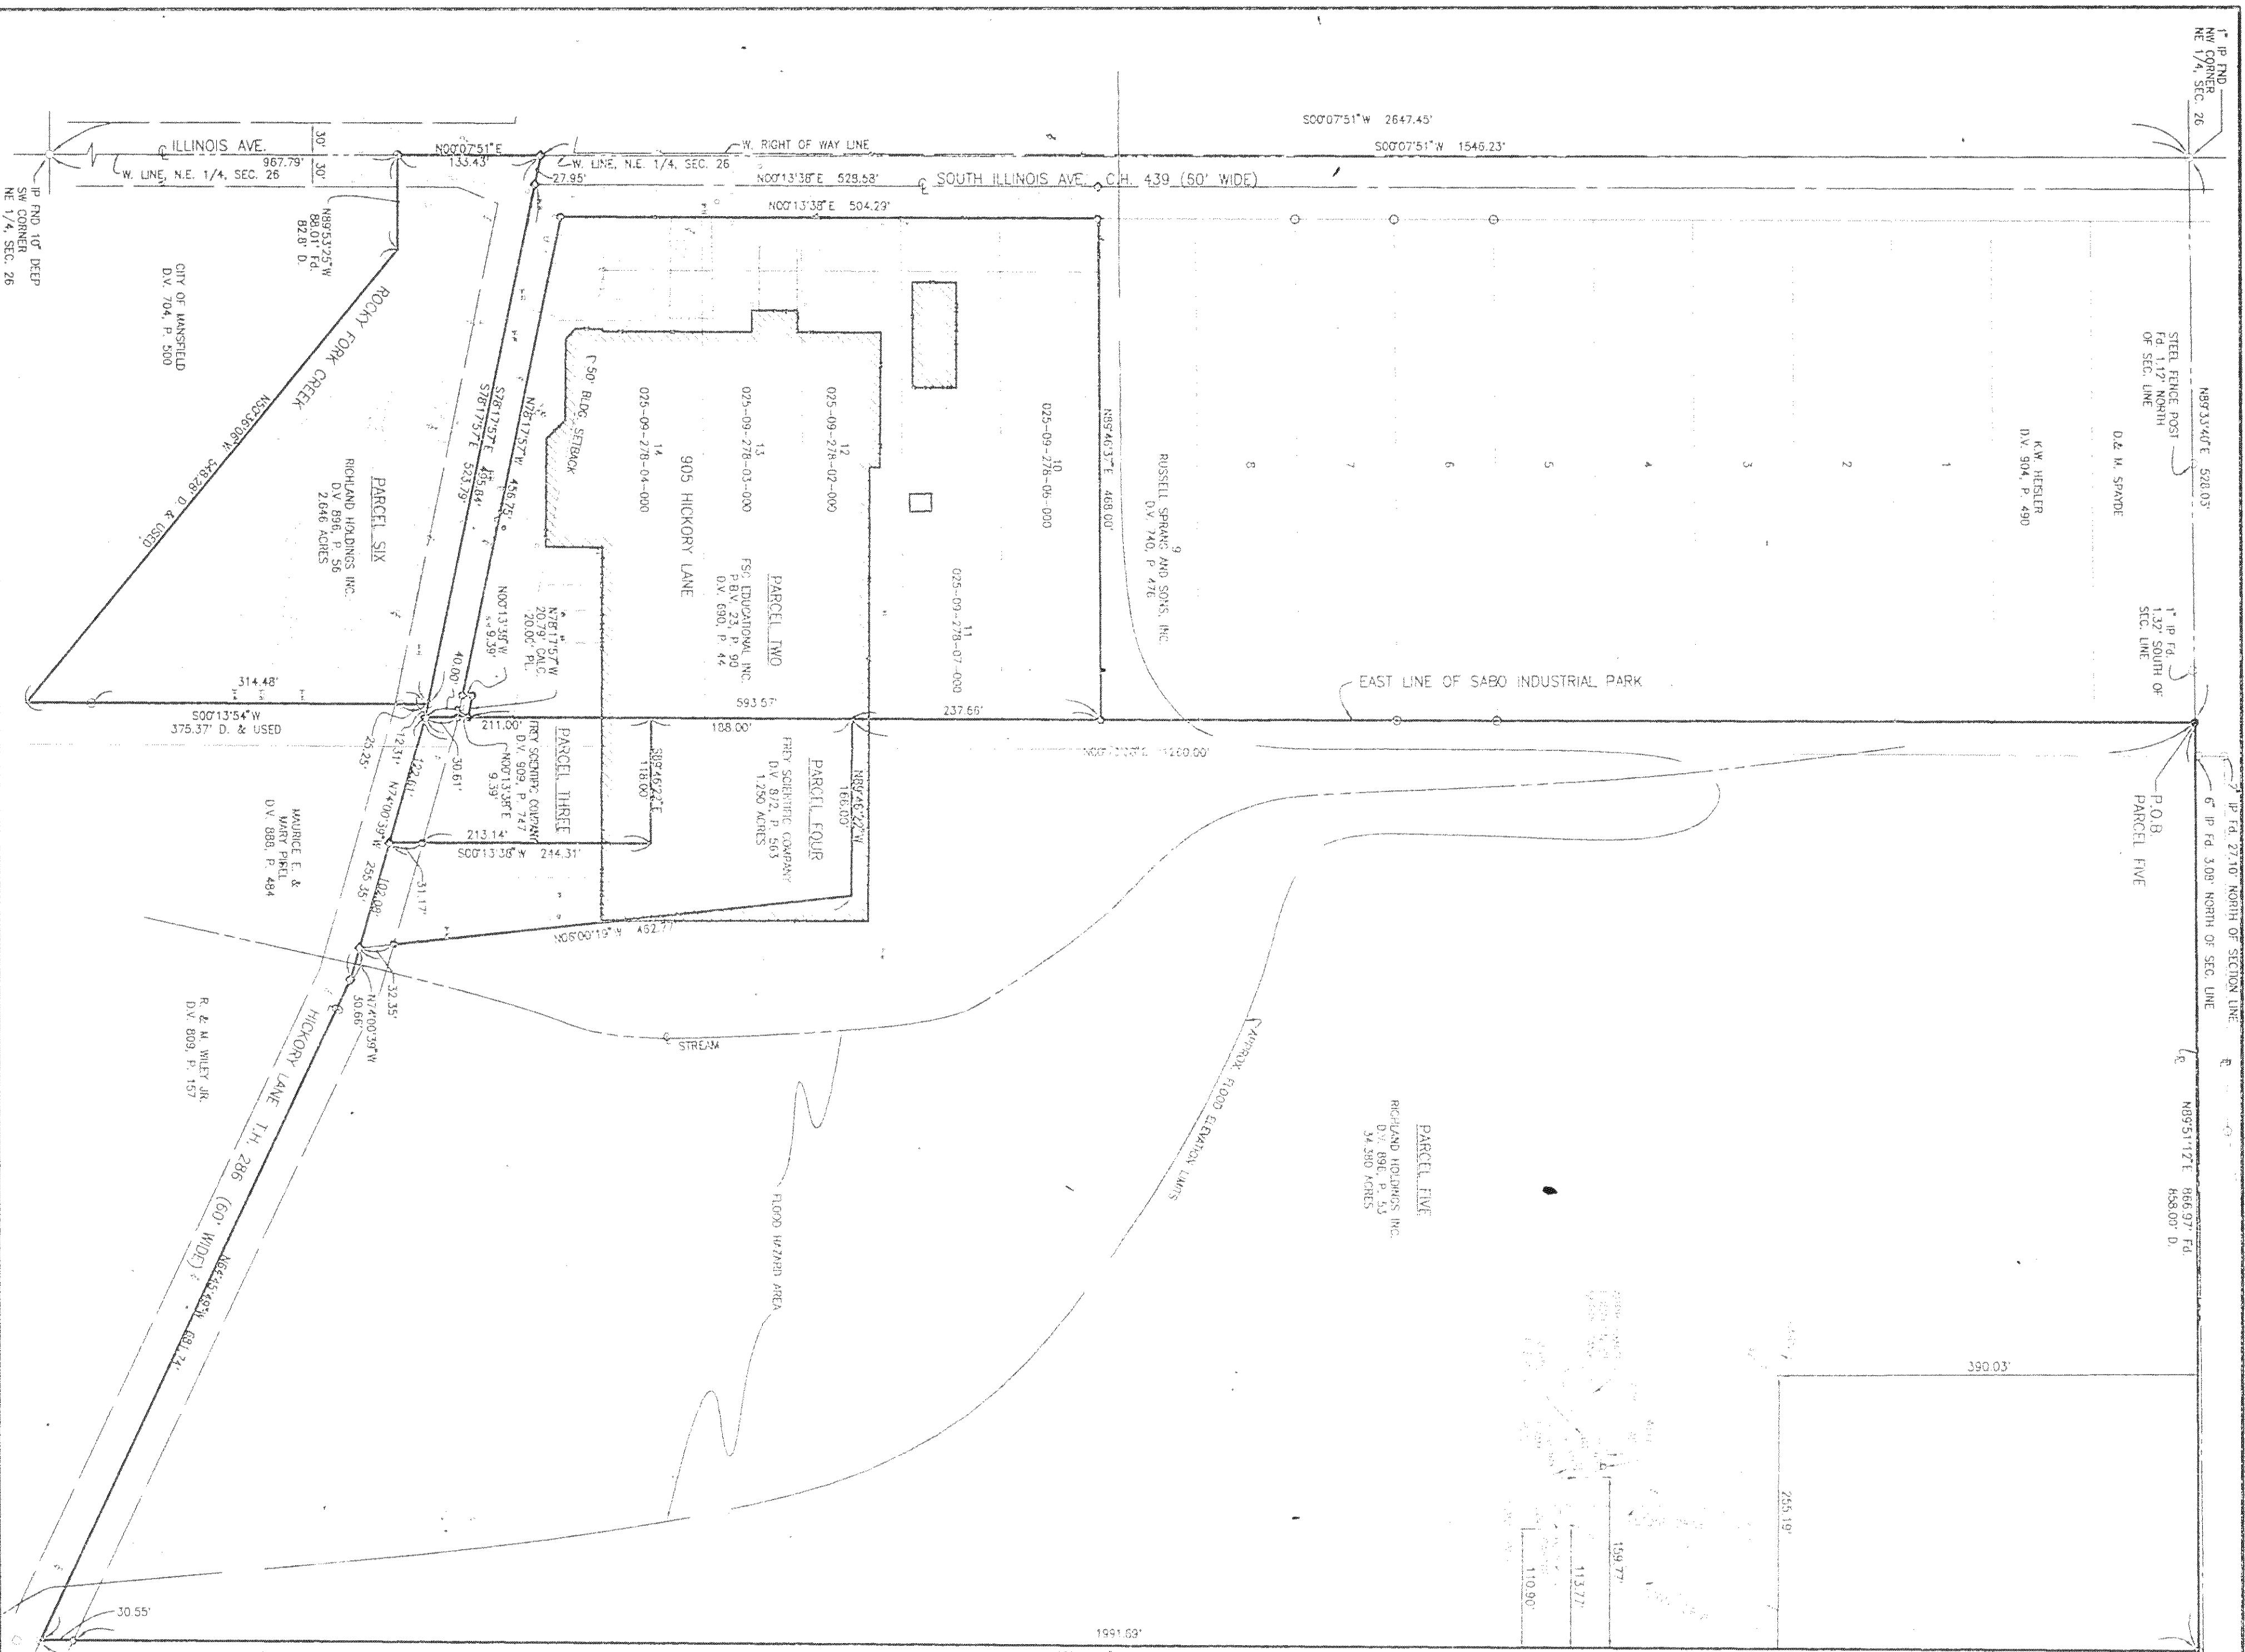 1" IP FND
NW CORNER
NE 1/4, SEC. 26
S00°07'51"W 2647.45'
S00°07'51"W 1546.23'
W. RIGHT OF WAY LINE
W. LINE, N.E. 1/4, SEC. 26
ILLINOIS AVE.
967.79'
W. LINE, N.E. 1/4, SEC. 26
30'
30'
N00°07'51"E
133.43'
27.95'
N00°13'38"E 529.58'
SOUTH ILLINOIS AVE. C.H. 439 (60' WIDE)
N00°13'38"E 504.29'
IP FND 10" DEEP
SW CORNER
NE 1/4, SEC. 26
N89°53'25"W
88.01' Fd.
82.8' D.
CITY OF MANSFIELD
D.V. 704, P. 500
ROCKY FORK CREEK
N50°36'06"W 548.28' D. & USED
PARCEL SIX
RICHLAND HOLDINGS INC.
D.V. 896, P. 56
2.646 ACRES
S78°17'57"E 523.79'
S78°17'57"E 495.84'
N78°17'57"W 456.75'
50' BLDG. SETBACK
314.48'
S00°13'54"W
375.37' D. & USED
40.00'
N00°13'38"W
9.39'
N78°17'57"W
20.79' CALC.
20.00' PL.
12
025-09-278-02-000
13
025-09-278-03-000
14
025-09-278-04-000
905 HICKORY LANE
10
025-09-278-06-000
11
025-09-278-07-000
PARCEL TWO
FSC EDUCATIONAL INC.
P.B.V. 23, P. 90
D.V. 690, P. 44
N89°46'37"E 468.00'
9
RUSSELL SPRANG AND SONS, INC.
D.V. 740, P. 476
8
7
6
5
4
3
2
1
K.W. HEISLER
D.V. 904, P. 490
D.& M. SPAYDE
STEEL FENCE POST
Fd. 1.12' NORTH
OF SEC. LINE
N89°33'40"E 528.03'
1" IP Fd.
1.32' SOUTH OF
SEC. LINE
EAST LINE OF SABO INDUSTRIAL PARK
1260.00'
593.57'
237.66'
188.00'
211.00'
30.61'
N00°13'38"E
9.39'
12.31'
25.25'
122.61'
N74°00'39"W
255.35'
102.08'
PARCEL THREE
FREY SCIENTIFIC COMPANY
D.V. 909, P. 747
S89°46'22"E
118.00'
213.14'
S00°13'38"W 244.31'
31.17'
PARCEL FOUR
FREY SCIENTIFIC COMPANY
D.V. 872, P. 563
1.250 ACRES
N89°46'22"W
166.00'
N06°00'19"W 462.77'
32.35'
N74°00'39"W
30.66'
MAURICE E. &
D.V. 888, P. 484
R. & M. WILEY JR.
D.V. 809, P. 157
STREAM
HICKORY LANE T.H. 286 (60' WIDE)
N64°45'49"W 681.74'
FLOOD HAZARD AREA
APPROX. FLOOD ELEVATION LIMITS
PARCEL FIVE
RICHLAND HOLDINGS INC.
D.V. 896, P. 53
34.380 ACRES
P.O.B.
PARCEL FIVE
2" IP Fd. 27.10' NORTH OF SECTION LINE
6" IP Fd. 3.08' NORTH OF SEC. LINE
N89°51'12"E 866.97' Fd.
858.00' D.
390.03'
255.19'
159.77'
113.77'
110.90'
30.55'
1991.69'